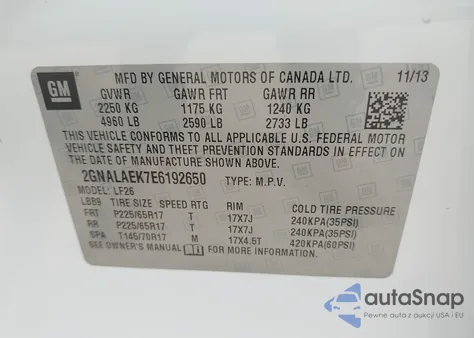 GM
MFD BY GENERAL MOTORS OF CANADA LTD. 11/13
GVWR GAWR FRT GAWR RR
2250 KG 1175 KG 1240 KG
4960 LB 2590 LB 2733 LB
THIS VEHICLE CONFORMS TO ALL APPLICABLE U.S. FEDERAL MOTOR
VEHICLE SAFETY AND THEFT PREVENTION STANDARDS IN EFFECT ON
THE DATE OF MANUFACTURE SHOWN ABOVE.
2GNALAEK7E6192650 TYPE: M.P.V.
MODEL: LF26
LBB9 TIRE SIZE SPEED RTG RIM COLD TIRE PRESSURE
FRT P225/65R17 T 17X7J 240KPA(35PSI)
RR P225/65R17 T 17X7J 240KPA(35PSI)
SPA T145/70R17 M 17X4.5T 420KPA(60PSI)
SEE OWNER'S MANUAL FOR MORE INFORMATION.
autoSnap
Pewne auta z USA i EU